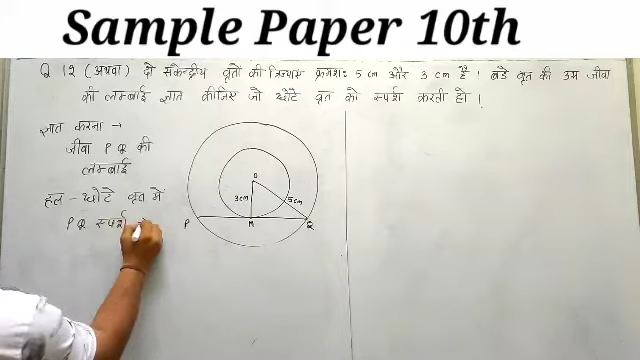 Sample Paper 10th
Q 12 (अथवा) दो सकेन्द्रीय वृतों की त्रिज्याए क्रमशः 5 cm और 3 cm है। बडे वृत की उस जीवा
की लम्बाई ज्ञात कीजिए जो छोटे वृत को स्पर्श करती हो।
ज्ञात करना →
जीवा PQ की
लम्बाई
हल - छोटे वृत में
PQ स्पर्श
O
3cm
5cm
P
M
Q